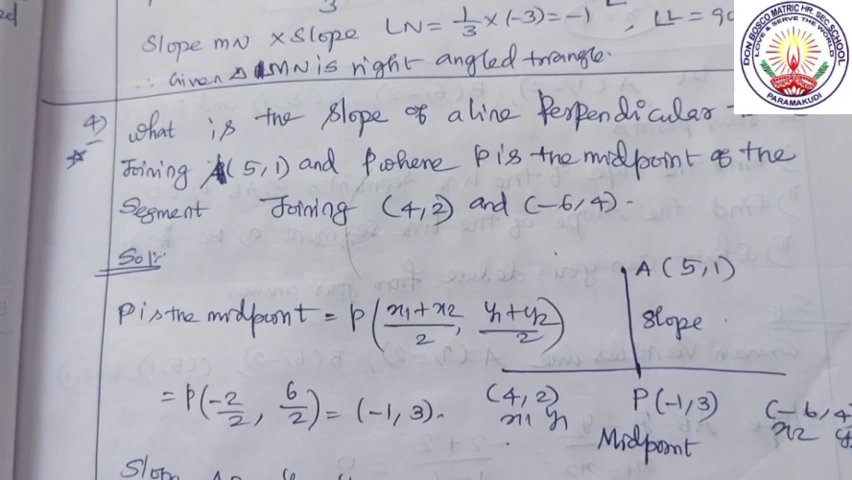 3
Slope MN × Slope LN = 1/3 × (-3) = -1
∴ Given Δ LMN is right angled triangle.
DON BOSCO MATRIC HR. SEC SCHOOL
LOVE & SERVE THE WORLD
PARAMAKUDI
4)
What is the slope of a line Perpendicular
Joining A(5,1) and P where P is the midpoint of the
Segment Joining (4,2) and (-6,4).
Sol:
P is the midpoint = P(x1+x2/2, y1+y2/2)
= P(-2/2, 6/2) = (-1,3).
A(5,1)
Slope
(4,2) P(-1,3) (-6,4
x1 y1 x2
Midpoint
Slope